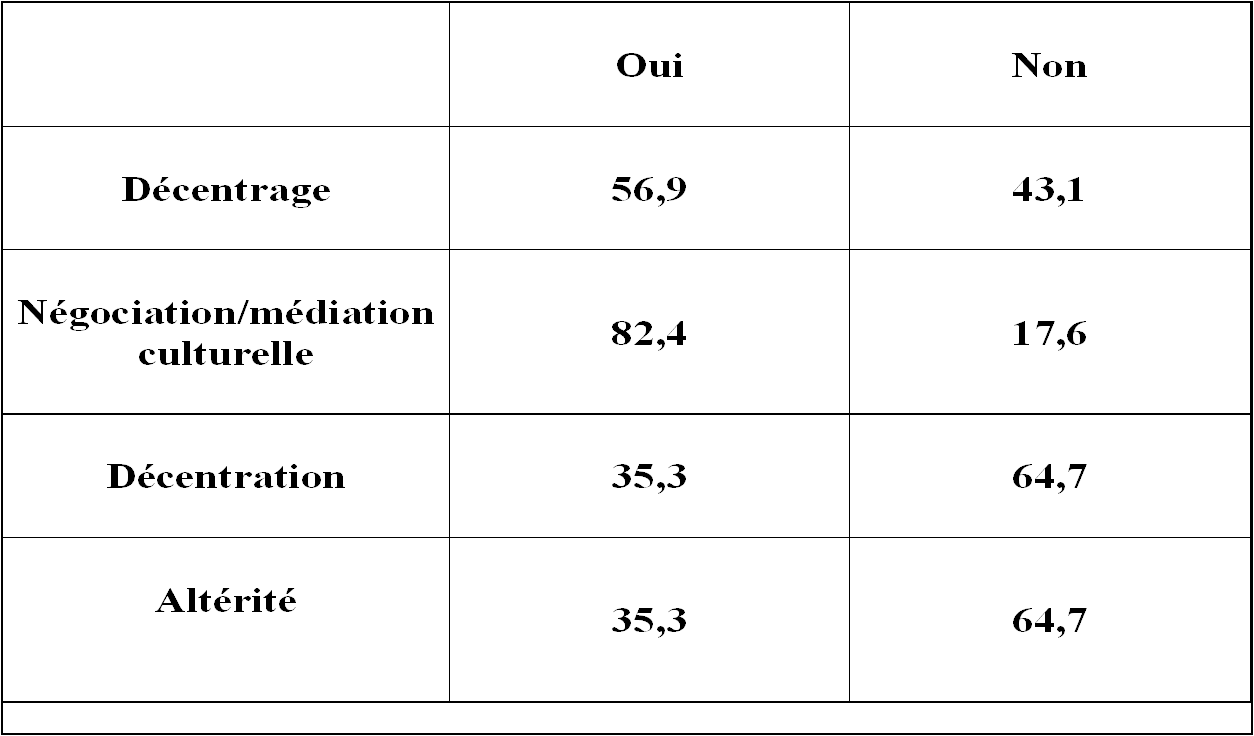 Oui Non
Décentrage 56,9 43,1
Négociation/médiation
culturelle 82,4 17,6
Décentration 35,3 64,7
Altérité 35,3 64,7